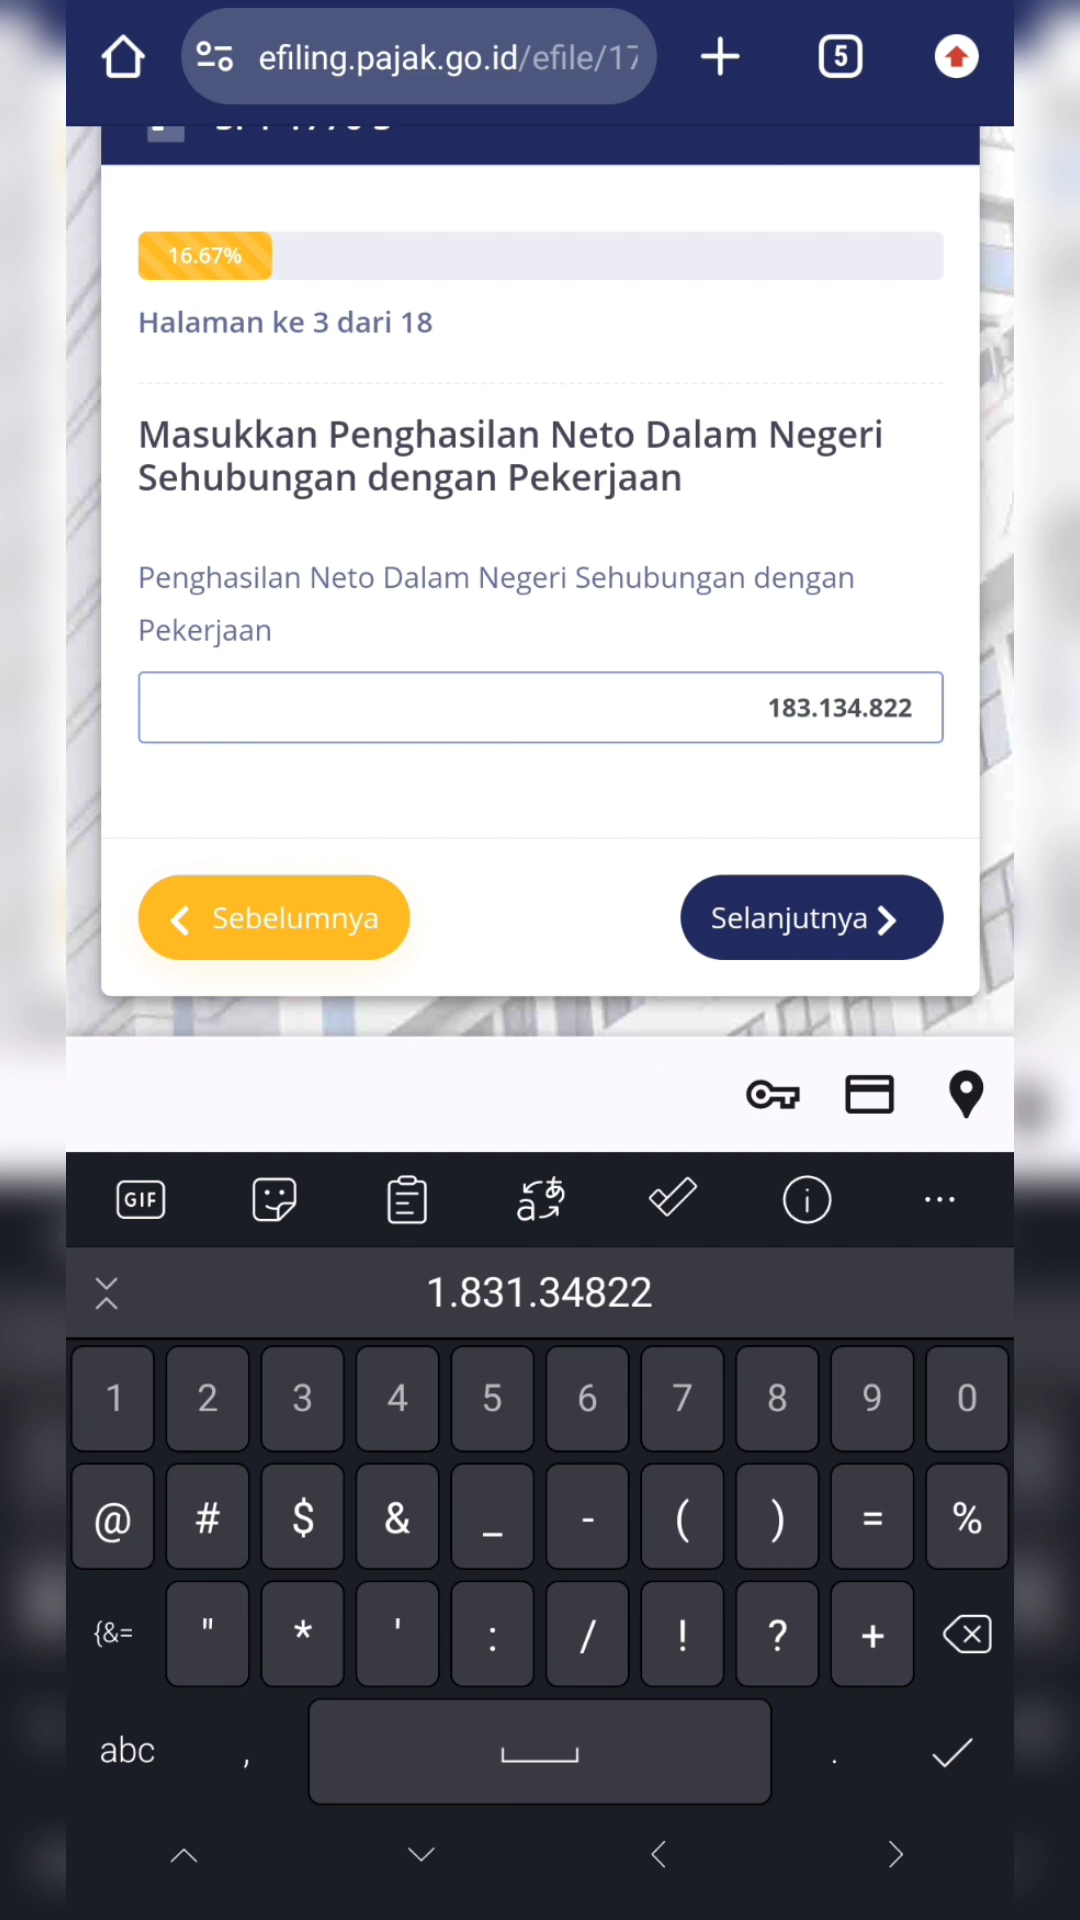 efiling.pajak.go.id/efile/17
5
16.67%
Halaman ke 3 dari 18
Masukkan Penghasilan Neto Dalam Negeri
Sehubungan dengan Pekerjaan
Penghasilan Neto Dalam Negeri Sehubungan dengan
Pekerjaan
183.134.822
Sebelumnya
Selanjutnya
GIF
a あ
1.831.34822
1 2 3 4 5 6 7 8 9 0
@ # $ & _ - ( ) = %
{&= " * ' : / ! ? +
abc , .